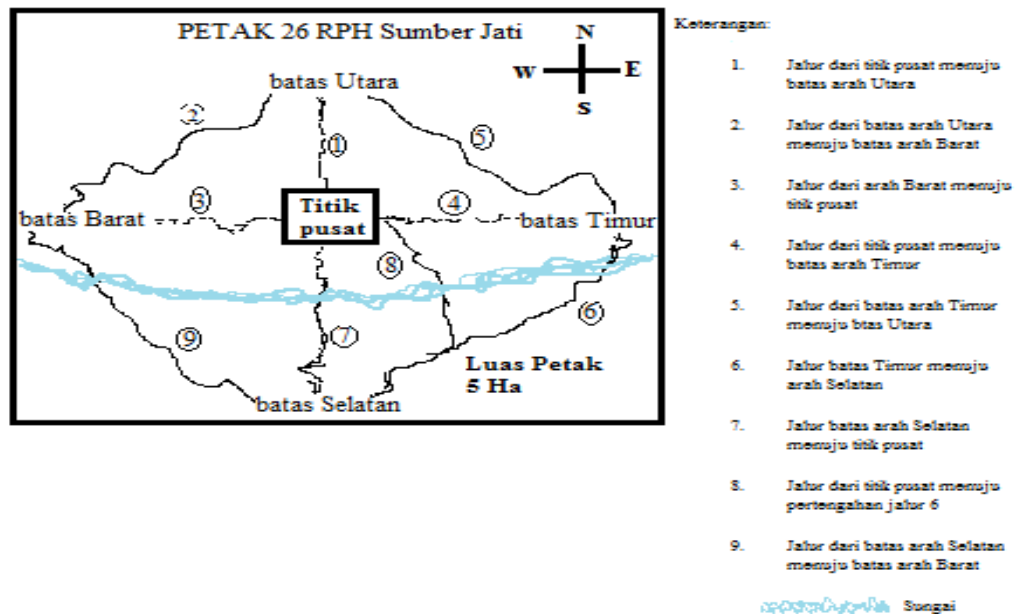 PETAK 26 RPH Sumber Jati
N
W E
S
batas Utara
2
1
5
batas Barat
3
Titik
pusat
4
batas Timur
8
6
9
7
Luas Petak
5 Ha
batas Selatan
Keterangan:
1. Jalur dari titik pusat menuju
batas arah Utara
2. Jalur dari batas arah Utara
menuju batas arah Barat
3. Jalur dari arah Barat menuju
titik pusat
4. Jalur dari titik pusat menuju
batas arah Timur
5. Jalur dari batas arah Timur
menuju btas Utara
6. Jalur batas Timur menuju
arah Selatan
7. Jalur batas arah Selatan
menuju titik pusat
8. Jalur dari titik pusat menuju
pertengahan jalur 6
9. Jalur dari batas arah Selatan
menuju batas arah Barat
Sungai